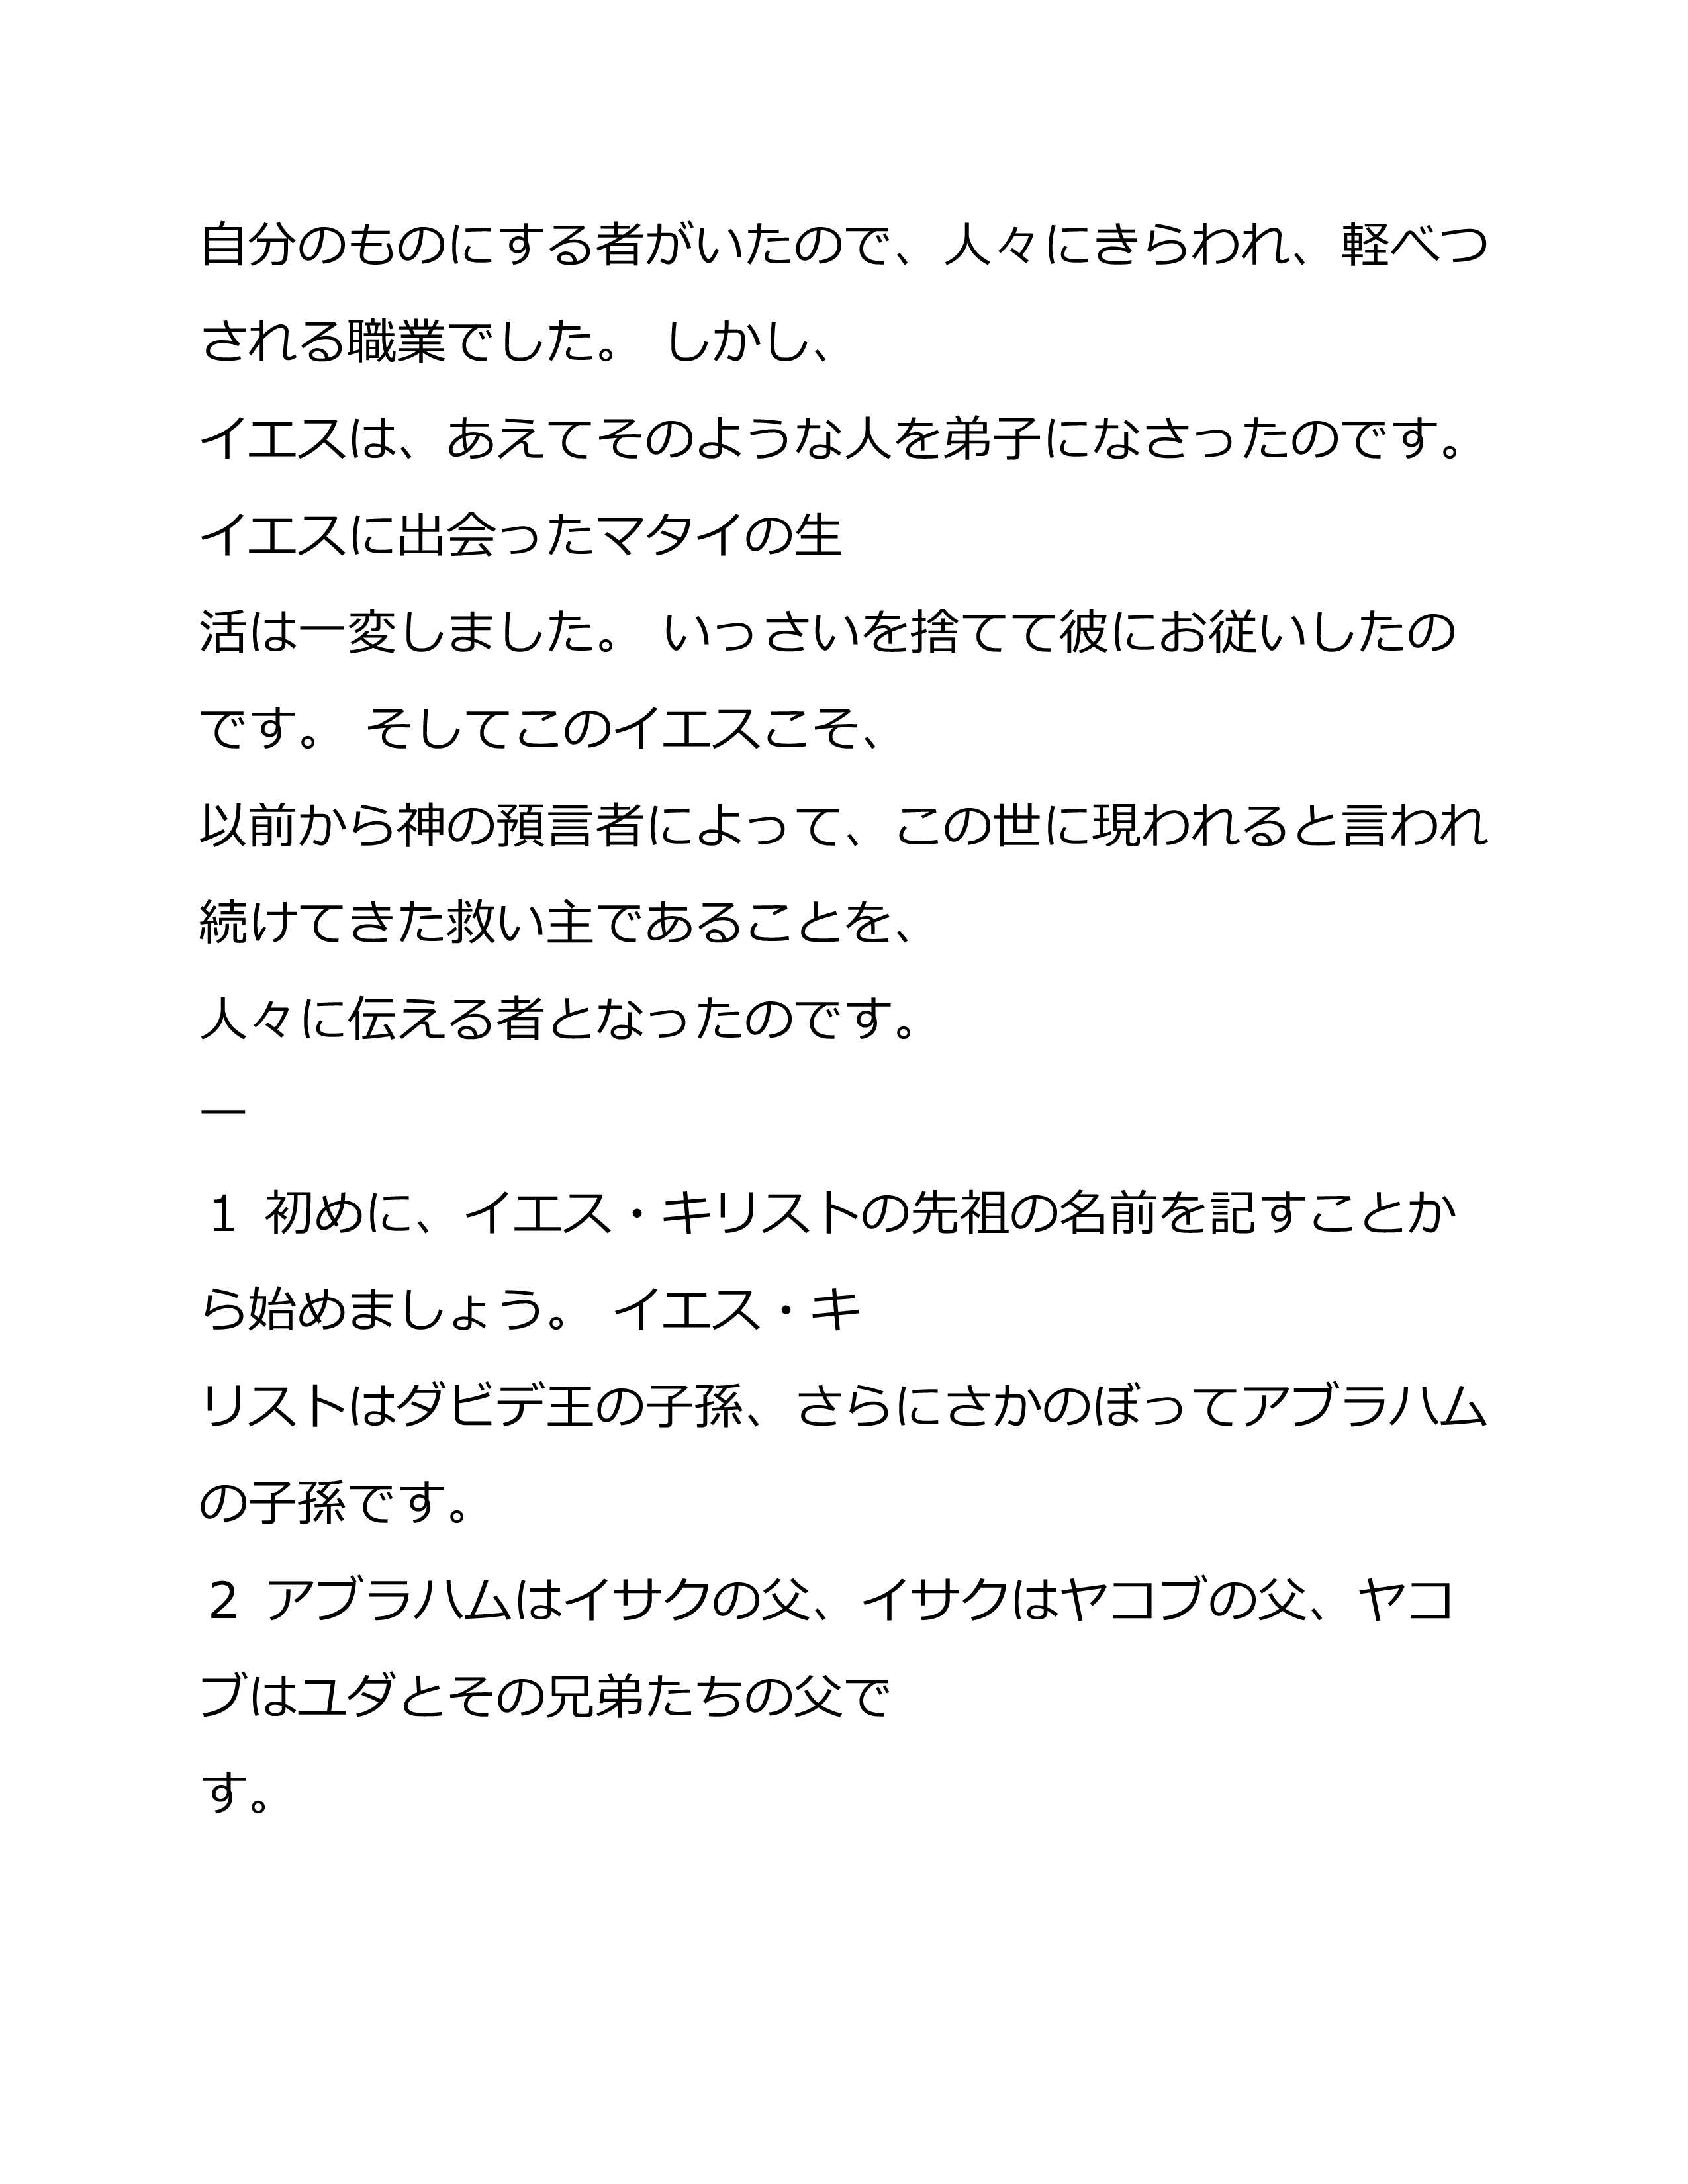 自分のものにする者がいたので、人々にきらわれ、軽べつ
される職業でした。 しかし、
イエスは、あえてそのような人を弟子になさったのです。
イエスに出会ったマタイの生
活は一変しました。 いっさいを捨てて彼にお従いしたの
です。 そしてこのイエスこそ、
以前から神の預言者によって、この世に現われると言われ
続けてきた救い主であることを、
人々に伝える者となったのです。
一
1 初めに、イエス・キリストの先祖の名前を記すことか
ら始めましょう。 イエス・キ
リストはダビデ王の子孫、さらにさかのぼってアブラハム
の子孫です。
2 アブラハムはイサクの父、イサクはヤコブの父、ヤコ
ブはユダとその兄弟たちの父で
す。